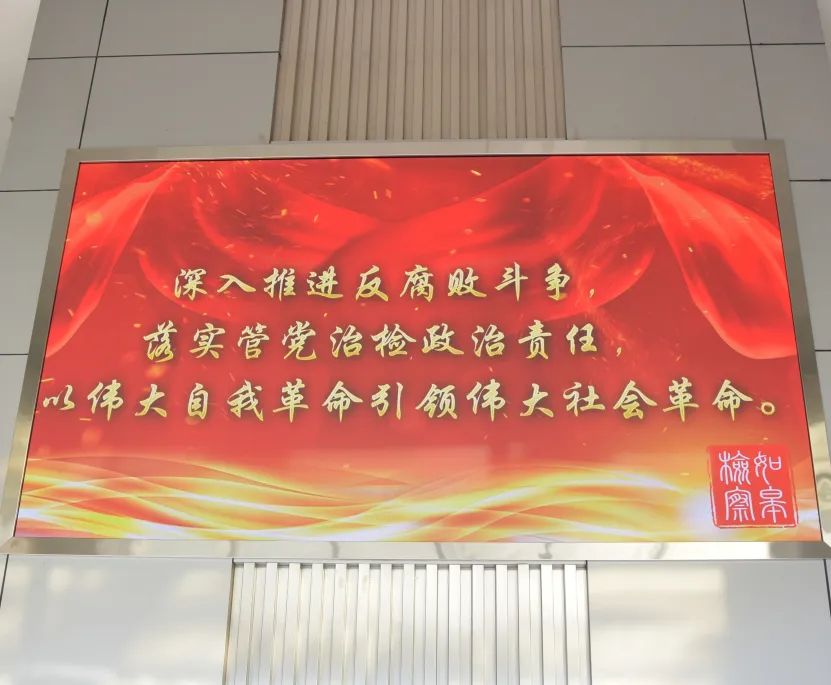 深入推进反腐败斗争，
落实管党治检政治责任，
以伟大自我革命引领伟大社会革命。
如皋
檢察